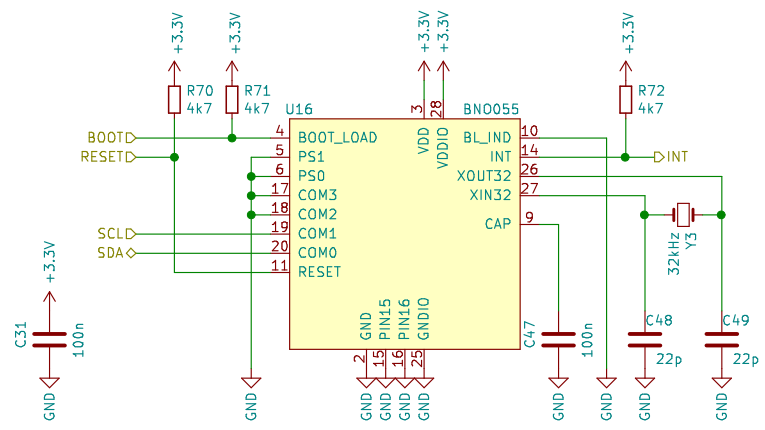 +3.3V
+3.3V
+3.3V
+3.3V
+3.3V
R70
4k7
R71
4k7
R72
4k7
U16
BNO055
3
28
VDD
VDDIO
BOOT
4
BOOT_LOAD
BL_IND
10
RESET
5
PS1
INT
14
INT
6
PS0
XOUT32
26
17
COM3
XIN32
27
18
COM2
CAP
9
SCL
19
COM1
SDA
20
COM0
11
RESET
32kHz
Y3
+3.3V
C31
100n
GND
GND
GND
PIN15
PIN16
GNDIO
2
15
16
25
GND
GND
GND
GND
C47
100n
GND
GND
C48
22p
GND
C49
22p
GND